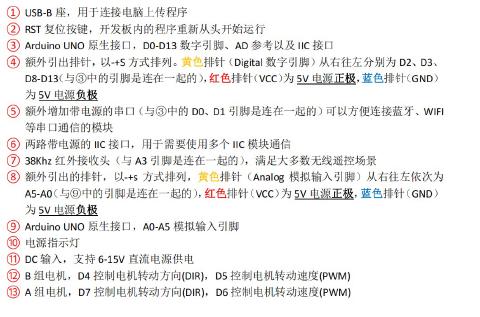 ① USB-B 座，用于连接电脑上传程序
② RST 复位按键，开发板内的程序重新从头开始运行
③ Arduino UNO 原生接口，D0-D13 数字引脚、AD 参考以及 IIC 接口
④ 额外引出排针，以-+S 方式排列。黄色排针（Digital 数字引脚）从右往左分别为 D2、D3、
D8-D13（与③中的引脚是连在一起的），红色排针（VCC）为 5V 电源正极，蓝色排针（GND）
为 5V 电源负极
⑤ 额外增加带电源的串口（与③中的 D0、D1 引脚是连在一起的）可以方便连接蓝牙、WIFI
等串口通信的模块
⑥ 两路带电源的 IIC 接口，用于需要使用多个 IIC 模块通信
⑦ 38Khz 红外接收头（与 A3 引脚是连在一起的），满足大多数无线遥控场景
⑧ 额外引出的排针，以-+s 方式排列，黄色排针（Analog 模拟输入引脚）从右往左依次为
A5-A0（与⑨中的引脚是连在一起的），红色排针（VCC）为 5V 电源正极，蓝色排针（GND）
为 5V 电源负极
⑨ Arduino UNO 原生接口，A0-A5 模拟输入引脚
⑩ 电源指示灯
⑪ DC 输入，支持 6-15V 直流电源供电
⑫ B 组电机，D4 控制电机转动方向(DIR)，D5 控制电机转动速度(PWM)
⑬ A 组电机，D7 控制电机转动方向(DIR)，D6 控制电机转动速度(PWM)